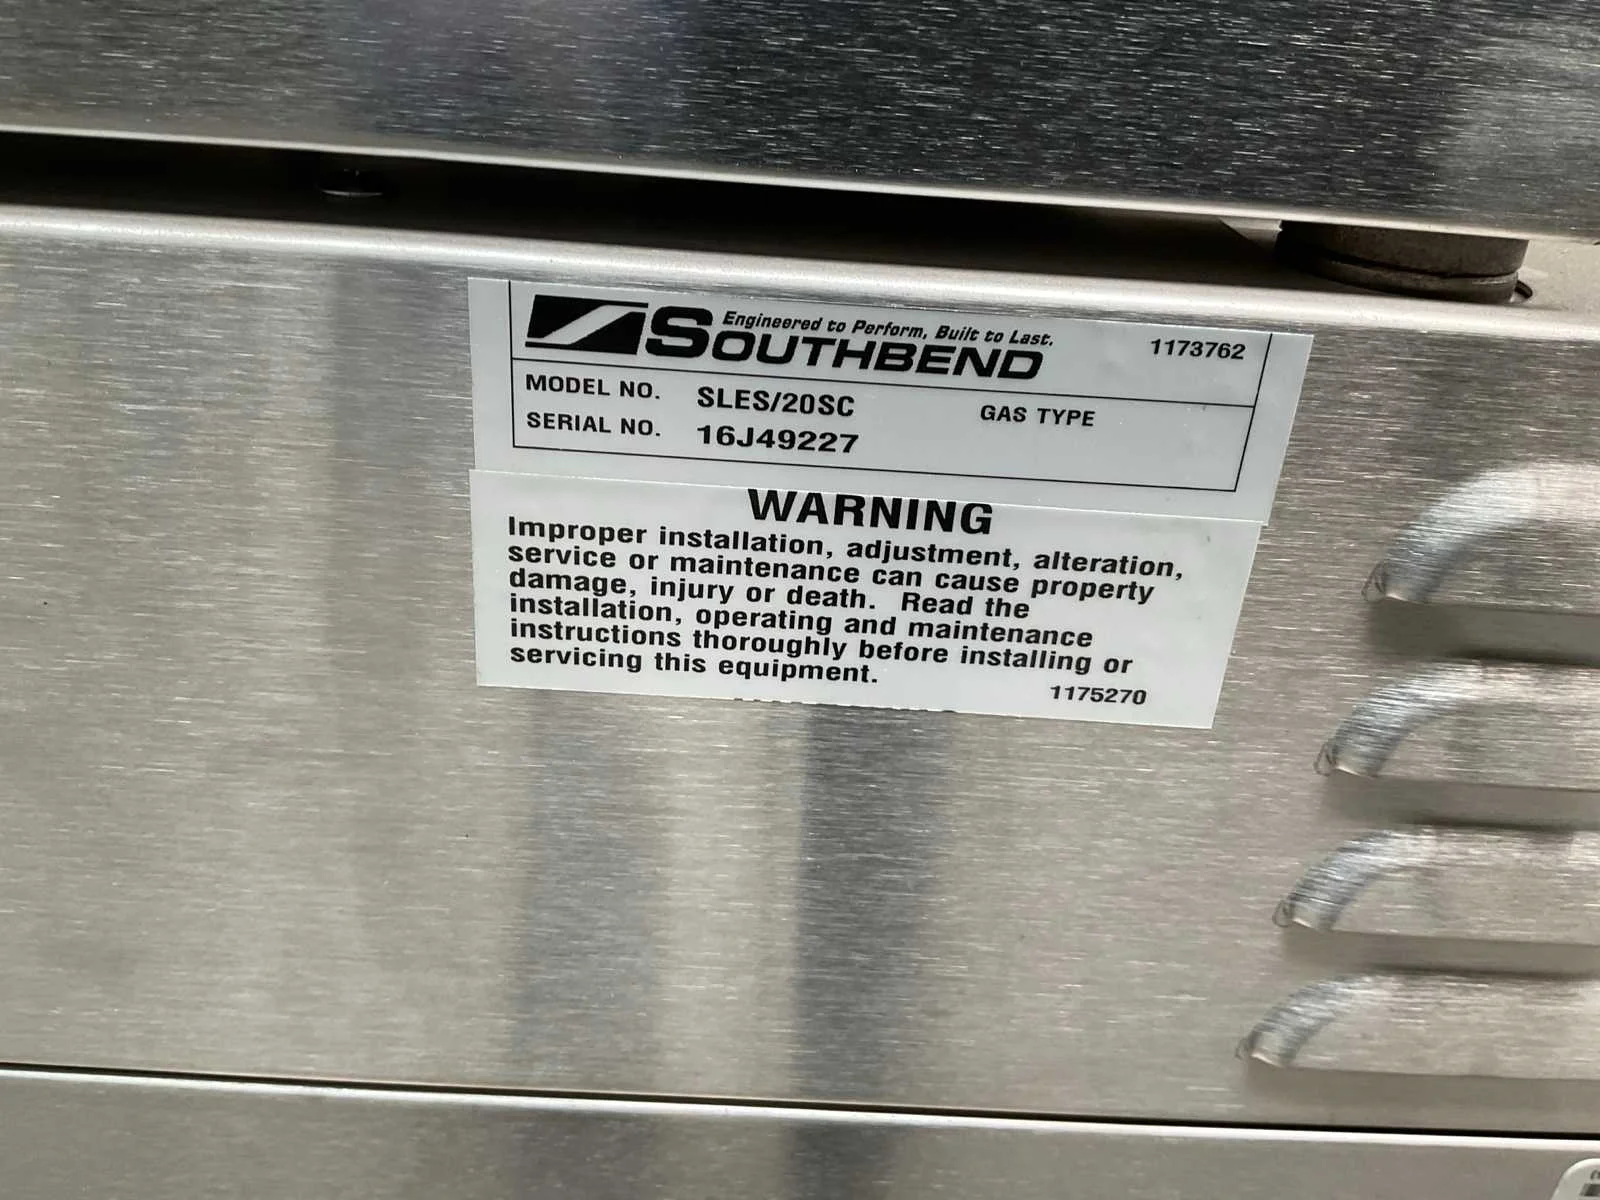 Engineered to Perform, Built to Last.
SOUTHBEND
1173762
MODEL NO. SLES/20SC GAS TYPE
SERIAL NO. 16J49227
WARNING
Improper installation, adjustment, alteration,
service or maintenance can cause property
damage, injury or death. Read the
installation, operating and maintenance
instructions thoroughly before installing or
servicing this equipment.
1175270